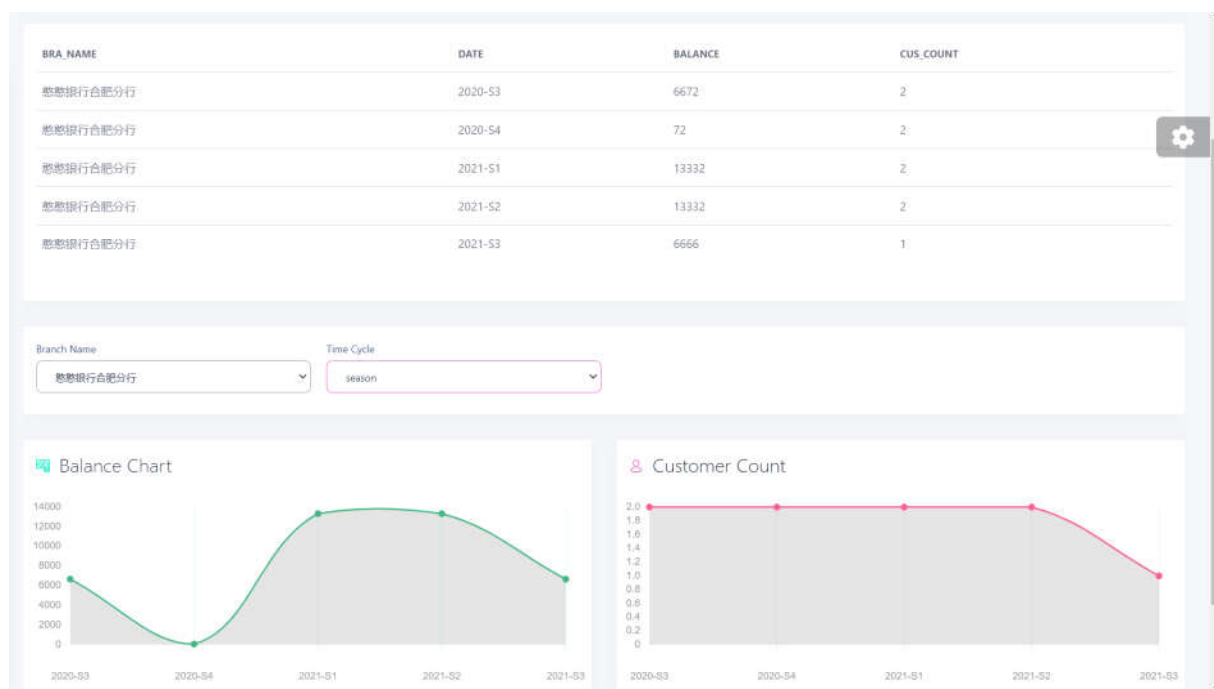 BRA_NAME DATE BALANCE CUS_COUNT
憨憨银行合肥分行 2020-S3 6672 2
憨憨银行合肥分行 2020-S4 72 2
憨憨银行合肥分行 2021-S1 13332 2
憨憨银行合肥分行 2021-S2 13332 2
憨憨银行合肥分行 2021-S3 6666 1
Branch Name Time Cycle
憨憨银行合肥分行 season
Balance Chart
14000
12000
10000
8000
6000
4000
2000
0
2020-S3 2020-S4 2021-S1 2021-S2 2021-S3
Customer Count
2.0
1.8
1.6
1.4
1.2
1.0
0.8
0.6
0.4
0.2
0
2020-S3 2020-S4 2021-S1 2021-S2 2021-S3